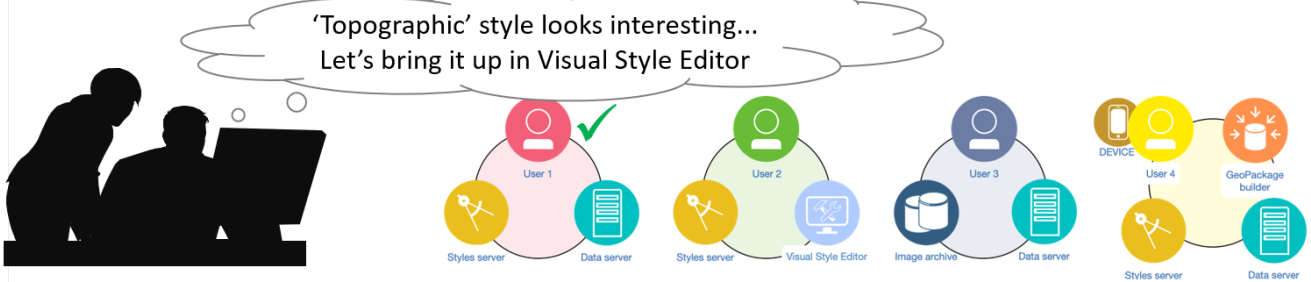 ‘Topographic’ style looks interesting...
Let’s bring it up in Visual Style Editor
User 1
Styles server
Data server
User 2
Styles server
Visual Style Editor
User 3
Image archive
Data server
DEVICE
User 4
GeoPackage
builder
Styles server
Data server